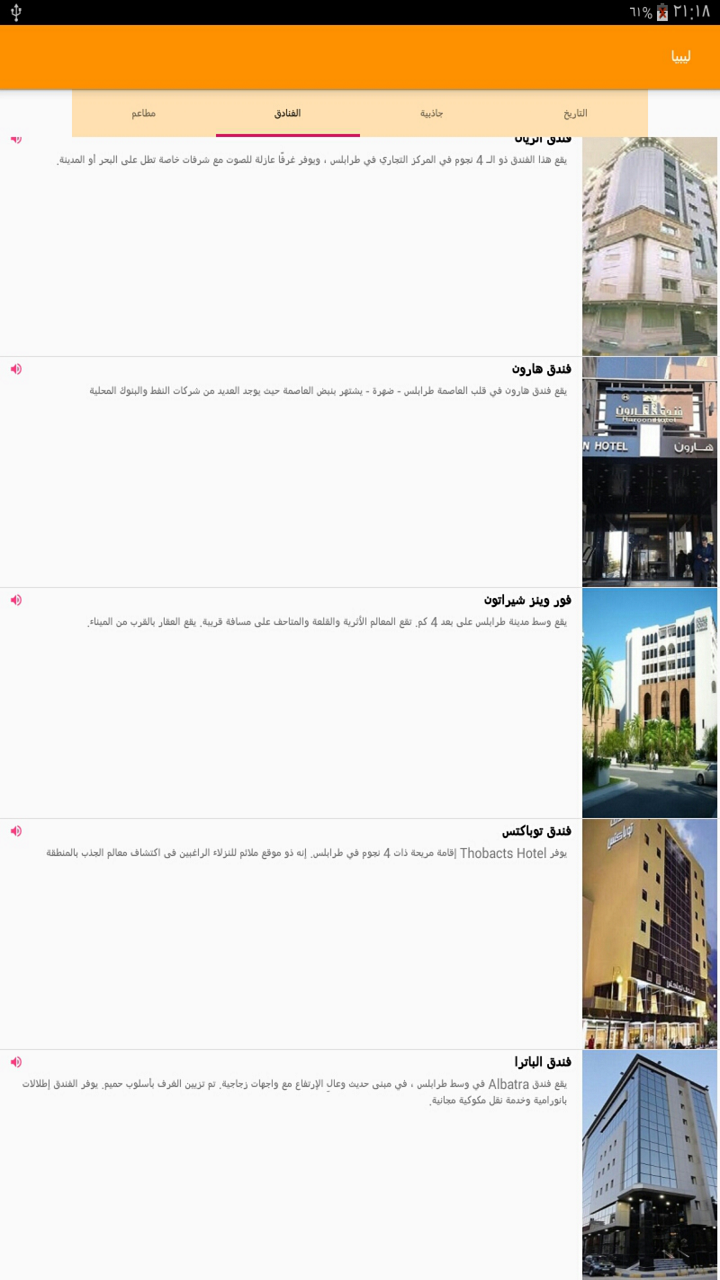 ٦١% ٢١:١٨
ليبيا
التاريخ
جاذبية
الفنادق
مطاعم
فندق الريان
يقع هذا الفندق ذو الـ 4 نجوم في المركز التجاري في طرابلس ، ويوفر غرفًا عازلة للصوت مع شرفات خاصة تطل على البحر أو المدينة.
فندق هارون
يقع فندق هارون في قلب العاصمة طرابلس - ضهرة - يشتهر بنبض العاصمة حيث يوجد العديد من شركات النفط والبنوك المحلية
فندق هارون
Haroon Hotel
N HOTEL
هارون
فور وينز شيراتون
يقع وسط مدينة طرابلس على بعد 4 كم. تقع المعالم الأثرية والقلعة والمتاحف على مسافة قريبة. يقع العقار بالقرب من الميناء.
فندق توباكتس
يوفر Thobacts Hotel إقامة مريحة ذات 4 نجوم في طرابلس. إنه ذو موقع ملائم للنزلاء الراغبين فى اكتشاف معالم الجذب بالمنطقة
توباكتس
فندق الباترا
يقع فندق Albatra في وسط طرابلس ، في مبنى حديث وعالٍ الإرتفاع مع واجهات زجاجية. تم تزيين الغرف بأسلوب حميم. يوفر الفندق إطلالات
بانورامية وخدمة نقل مكوكية مجانية.